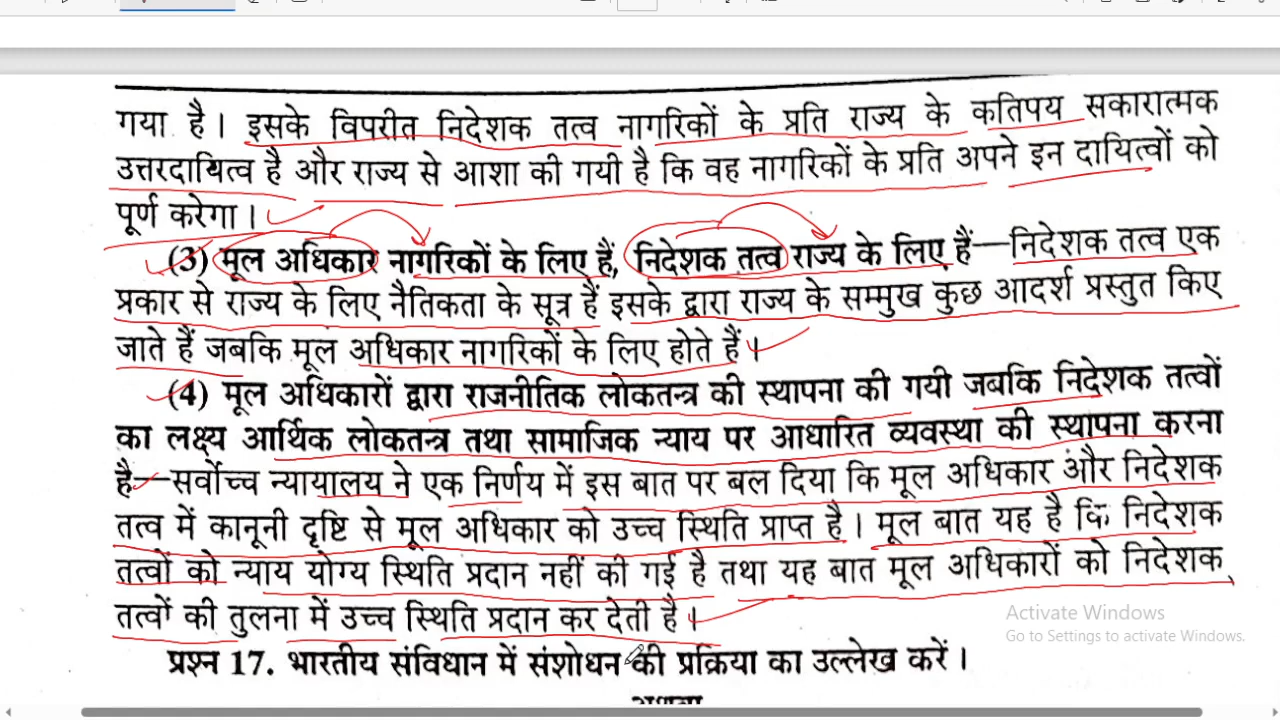 गया है। इसके विपरीत निदेशक तत्व नागरिकों के प्रति राज्य के कतिपय सकारात्मक
उत्तरदायित्व है और राज्य से आशा की गयी है कि वह नागरिकों के प्रति अपने इन दायित्वों को
पूर्ण करेगा।
(3) मूल अधिकार नागरिकों के लिए हैं, निदेशक तत्व राज्य के लिए हैं—निदेशक तत्व एक
प्रकार से राज्य के लिए नैतिकता के सूत्र हैं इसके द्वारा राज्य के सम्मुख कुछ आदर्श प्रस्तुत किए
जाते हैं जबकि मूल अधिकार नागरिकों के लिए होते हैं।
(4) मूल अधिकारों द्वारा राजनीतिक लोकतन्त्र की स्थापना की गयी जबकि निदेशक तत्वों
का लक्ष्य आर्थिक लोकतन्त्र तथा सामाजिक न्याय पर आधारित व्यवस्था की स्थापना करना
है—सर्वोच्च न्यायालय ने एक निर्णय में इस बात पर बल दिया कि मूल अधिकार और निदेशक
तत्व में कानूनी दृष्टि से मूल अधिकार को उच्च स्थिति प्राप्त है। मूल बात यह है कि निदेशक
तत्वों को न्याय योग्य स्थिति प्रदान नहीं की गई है तथा यह बात मूल अधिकारों को निदेशक
तत्वों की तुलना में उच्च स्थिति प्रदान कर देती है।
Activate Windows
Go to Settings to activate Windows.
प्रश्न 17. भारतीय संविधान में संशोधन की प्रक्रिया का उल्लेख करें।